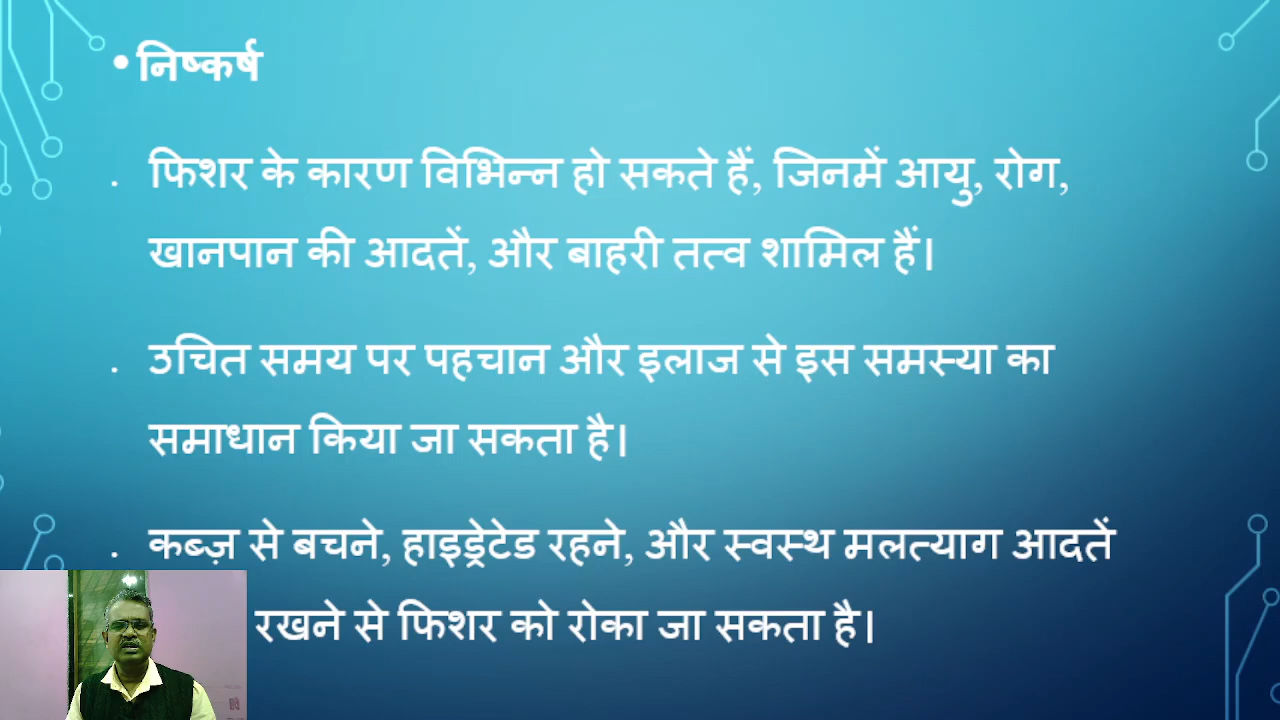 • निष्कर्ष
. फिशर के कारण विभिन्न हो सकते हैं, जिनमें आयु, रोग,
खानपान की आदतें, और बाहरी तत्व शामिल हैं।
. उचित समय पर पहचान और इलाज से इस समस्या का
समाधान किया जा सकता है।
. कब्ज़ से बचने, हाइड्रेटेड रहने, और स्वस्थ मलत्याग आदतें
रखने से फिशर को रोका जा सकता है।